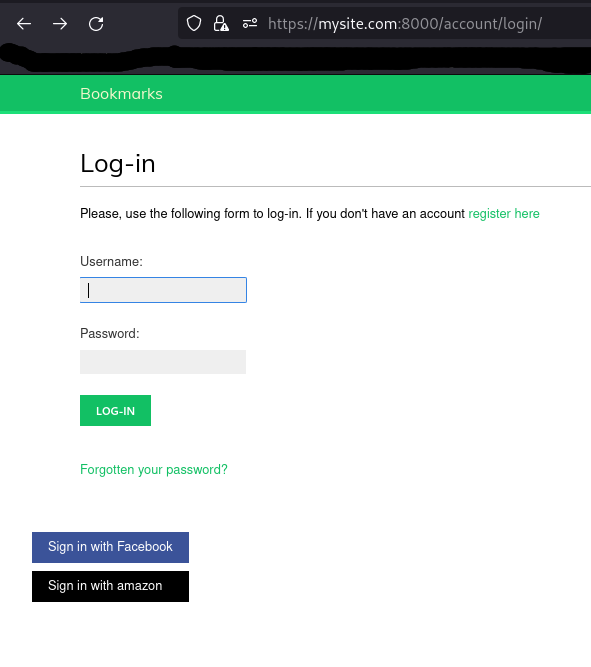 https://mysite.com:8000/account/login/
Bookmarks
Log-in
Please, use the following form to log-in. If you don't have an account register here
Username:
Password:
LOG-IN
Forgotten your password?
Sign in with Facebook
Sign in with amazon